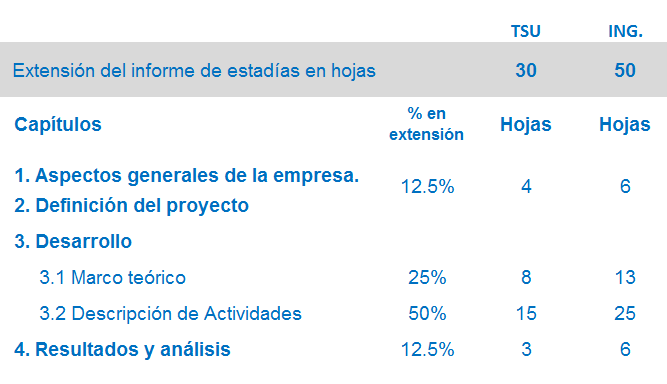 TSU ING.
Extensión del informe de estadías en hojas 30 50
Capítulos % en extensión Hojas Hojas
1. Aspectos generales de la empresa.
2. Definición del proyecto 12.5% 4 6
3. Desarrollo
3.1 Marco teórico 25% 8 13
3.2 Descripción de Actividades 50% 15 25
4. Resultados y análisis 12.5% 3 6